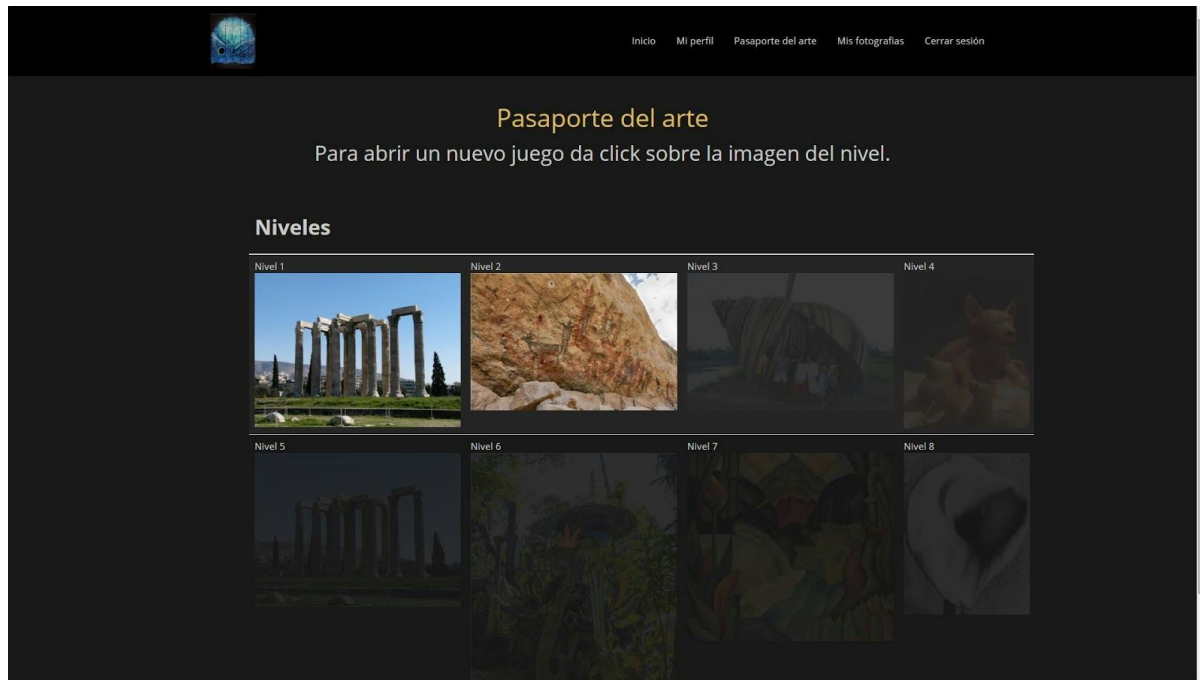 Inicio Mi perfil Pasaporte del arte Mis fotografias Cerrar sesión
Pasaporte del arte
Para abrir un nuevo juego da click sobre la imagen del nivel.
Niveles
Nivel 1 Nivel 2 Nivel 3 Nivel 4
Nivel 5 Nivel 6 Nivel 7 Nivel 8